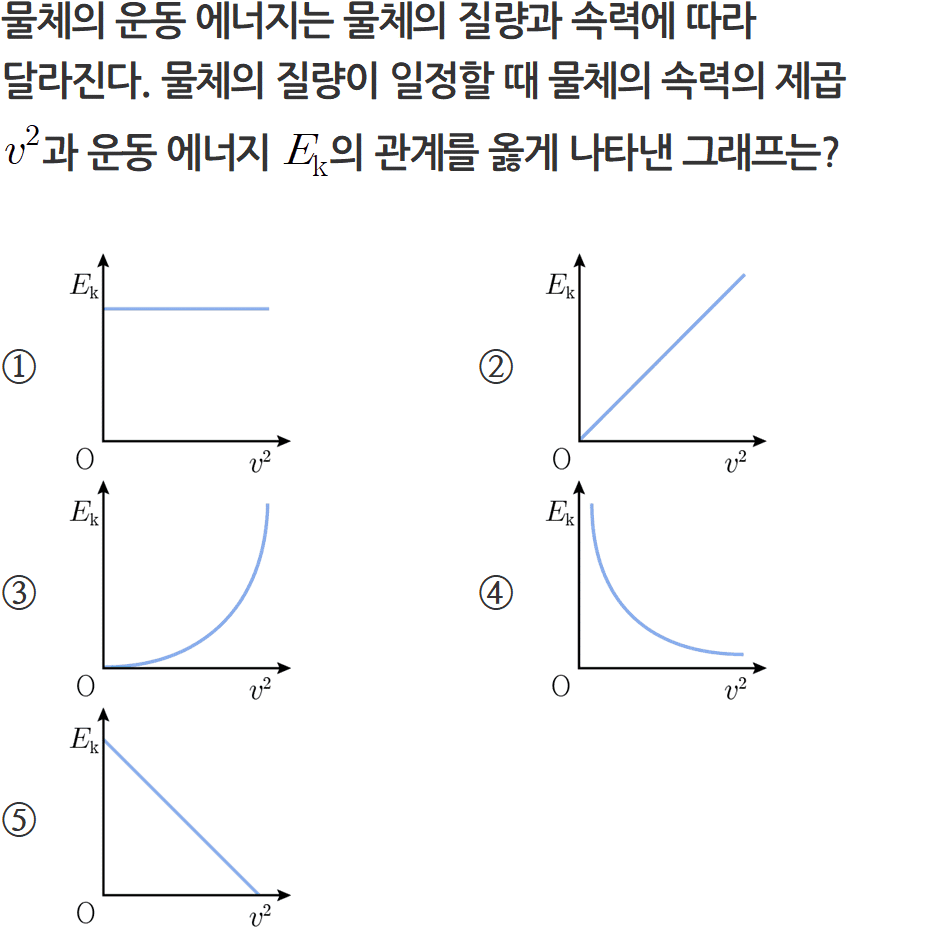 물체의 운동 에너지는 물체의 질량과 속력에 따라
달라진다. 물체의 질량이 일정할 때 물체의 속력의 제곱
v²과 운동 에너지 Eₖ의 관계를 옳게 나타낸 그래프는?
① Eₖ O v²
② Eₖ O v²
③ Eₖ O v²
④ Eₖ O v²
⑤ Eₖ O v²